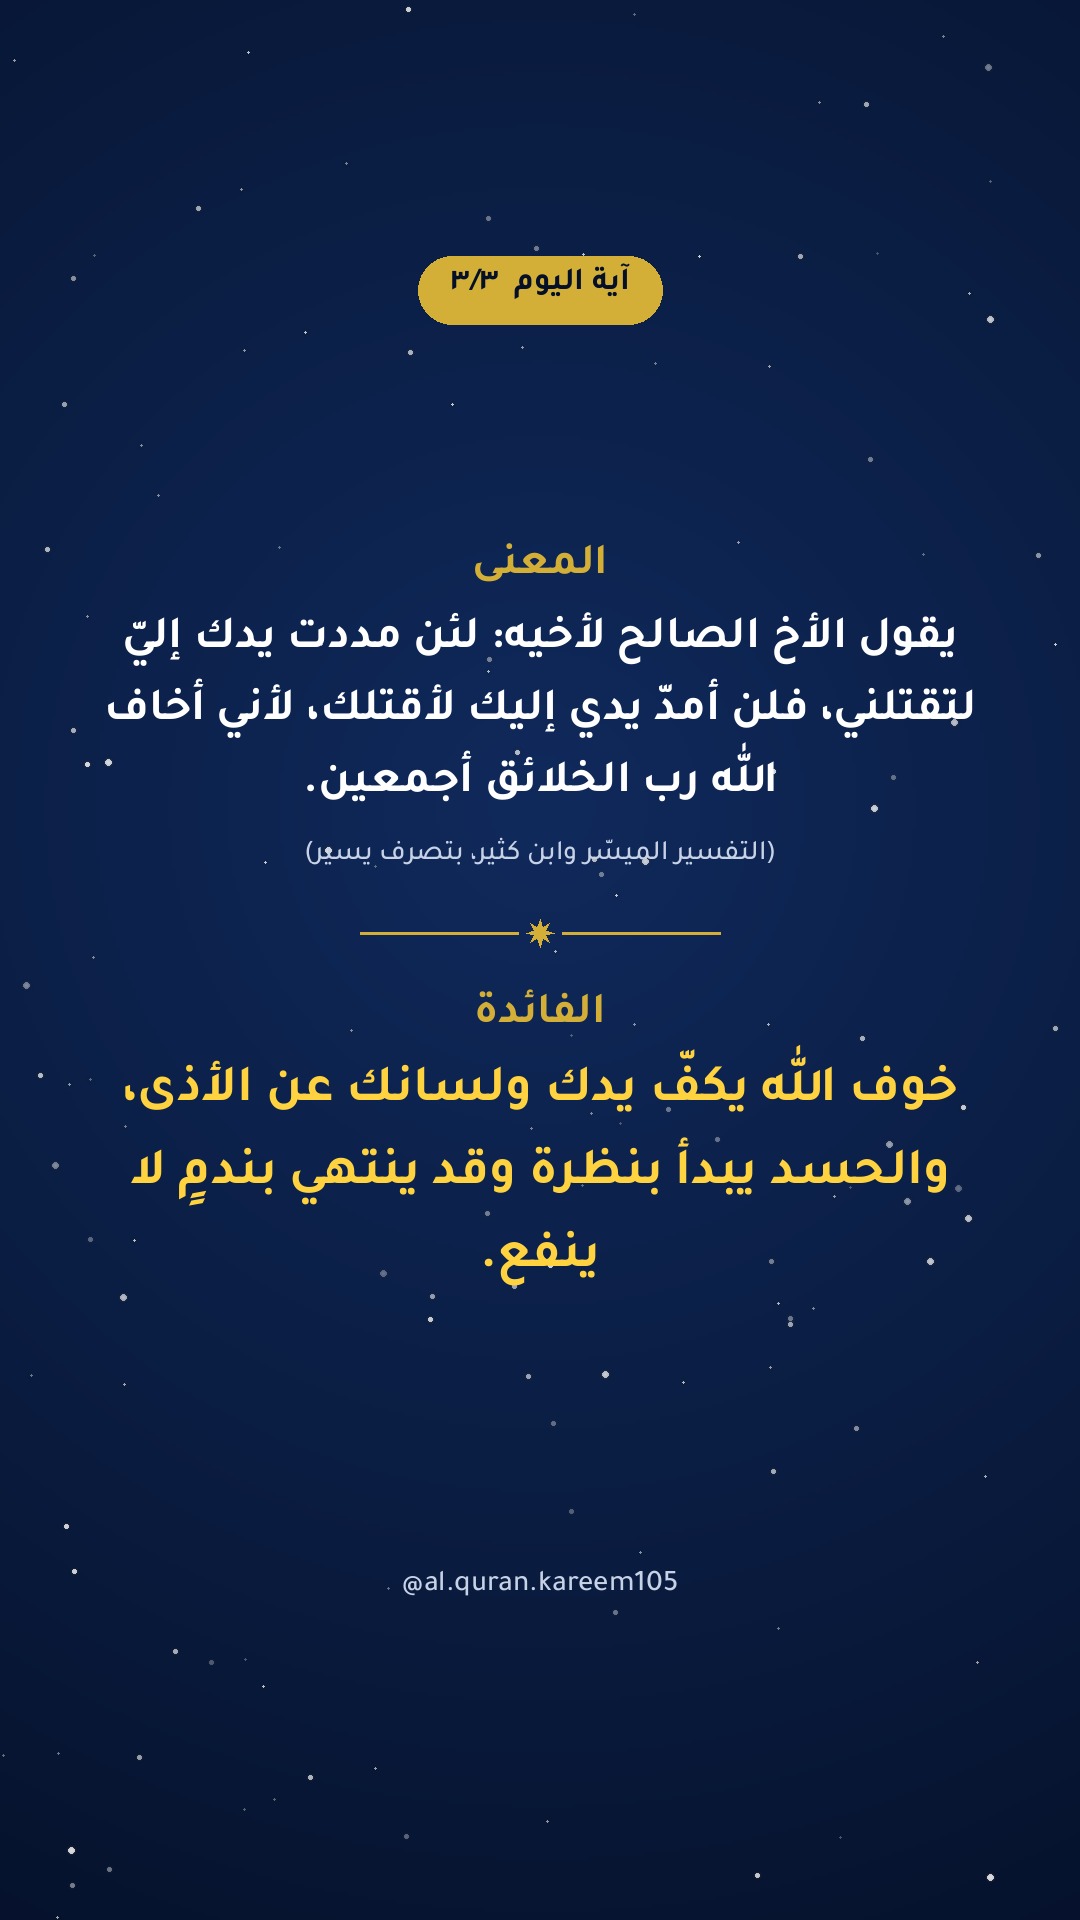 آية اليوم ٣/٣
المعنى
يقول الأخ الصالح لأخيه: لئن مددت يدك إليّ
لتقتلني، فلن أمدّ يدي إليك لأقتلك، لأني أخاف
الله رب الخلائق أجمعين.
(التفسير الميسّر وابن كثير، بتصرف يسير)
الفائدة
خوف الله يكفّ يدك ولسانك عن الأذى،
والحسد يبدأ بنظرة وقد ينتهي بندمٍ لا
ينفع.
@al.quran.kareem105